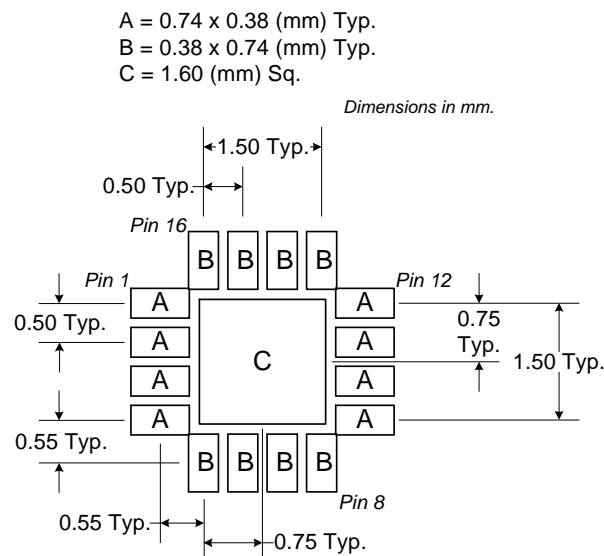 A = 0.74 x 0.38 (mm) Typ.
B = 0.38 x 0.74 (mm) Typ.
C = 1.60 (mm) Sq.
Dimensions in mm.
1.50 Typ.
0.50 Typ.
Pin 16
B B B B
Pin 1
Pin 12
A A
0.50 Typ.
0.75 Typ.
A A
C
1.50 Typ.
A A
A A
0.55 Typ.
B B B B
Pin 8
0.55 Typ.
0.75 Typ.